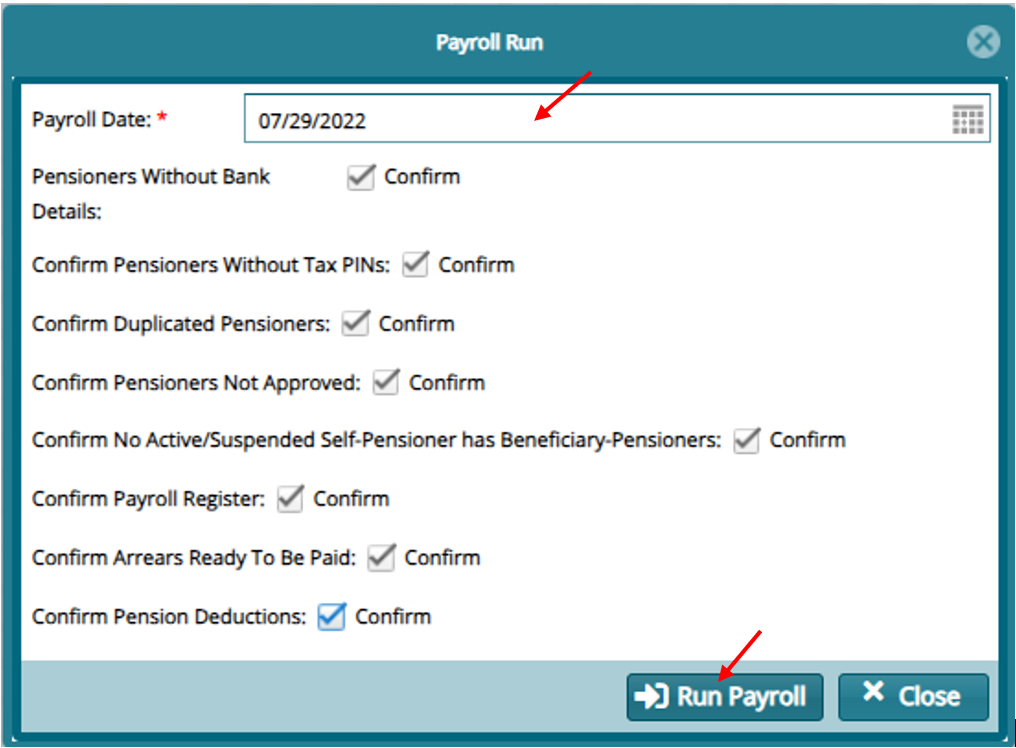 Payroll Run
Payroll Date: * 07/29/2022
Pensioners Without Bank Confirm
Details:
Confirm Pensioners Without Tax PINs: Confirm
Confirm Duplicated Pensioners: Confirm
Confirm Pensioners Not Approved: Confirm
Confirm No Active/Suspended Self-Pensioner has Beneficiary-Pensioners: Confirm
Confirm Payroll Register: Confirm
Confirm Arrears Ready To Be Paid: Confirm
Confirm Pension Deductions: Confirm
Run Payroll Close